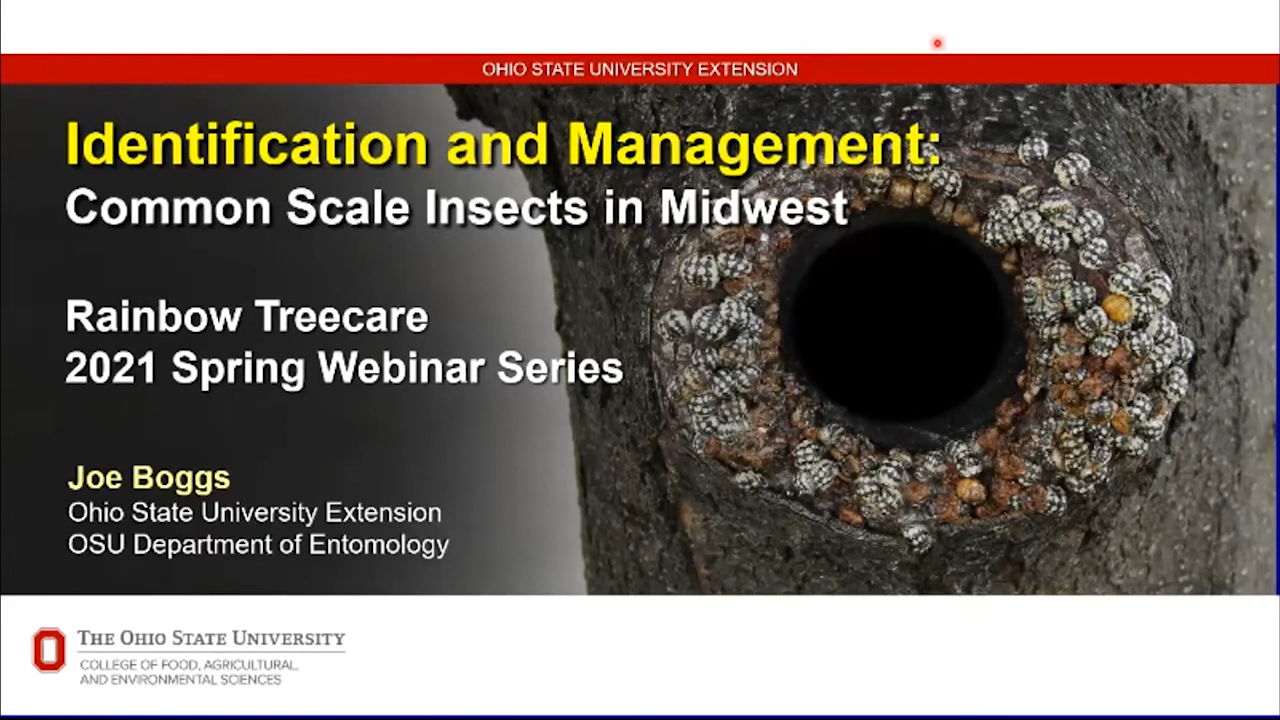 OHIO STATE UNIVERSITY EXTENSION
Identification and Management:
Common Scale Insects in Midwest
Rainbow Treecare
2021 Spring Webinar Series
Joe Boggs
Ohio State University Extension
OSU Department of Entomology
THE OHIO STATE UNIVERSITY
COLLEGE OF FOOD, AGRICULTURAL,
AND ENVIRONMENTAL SCIENCES